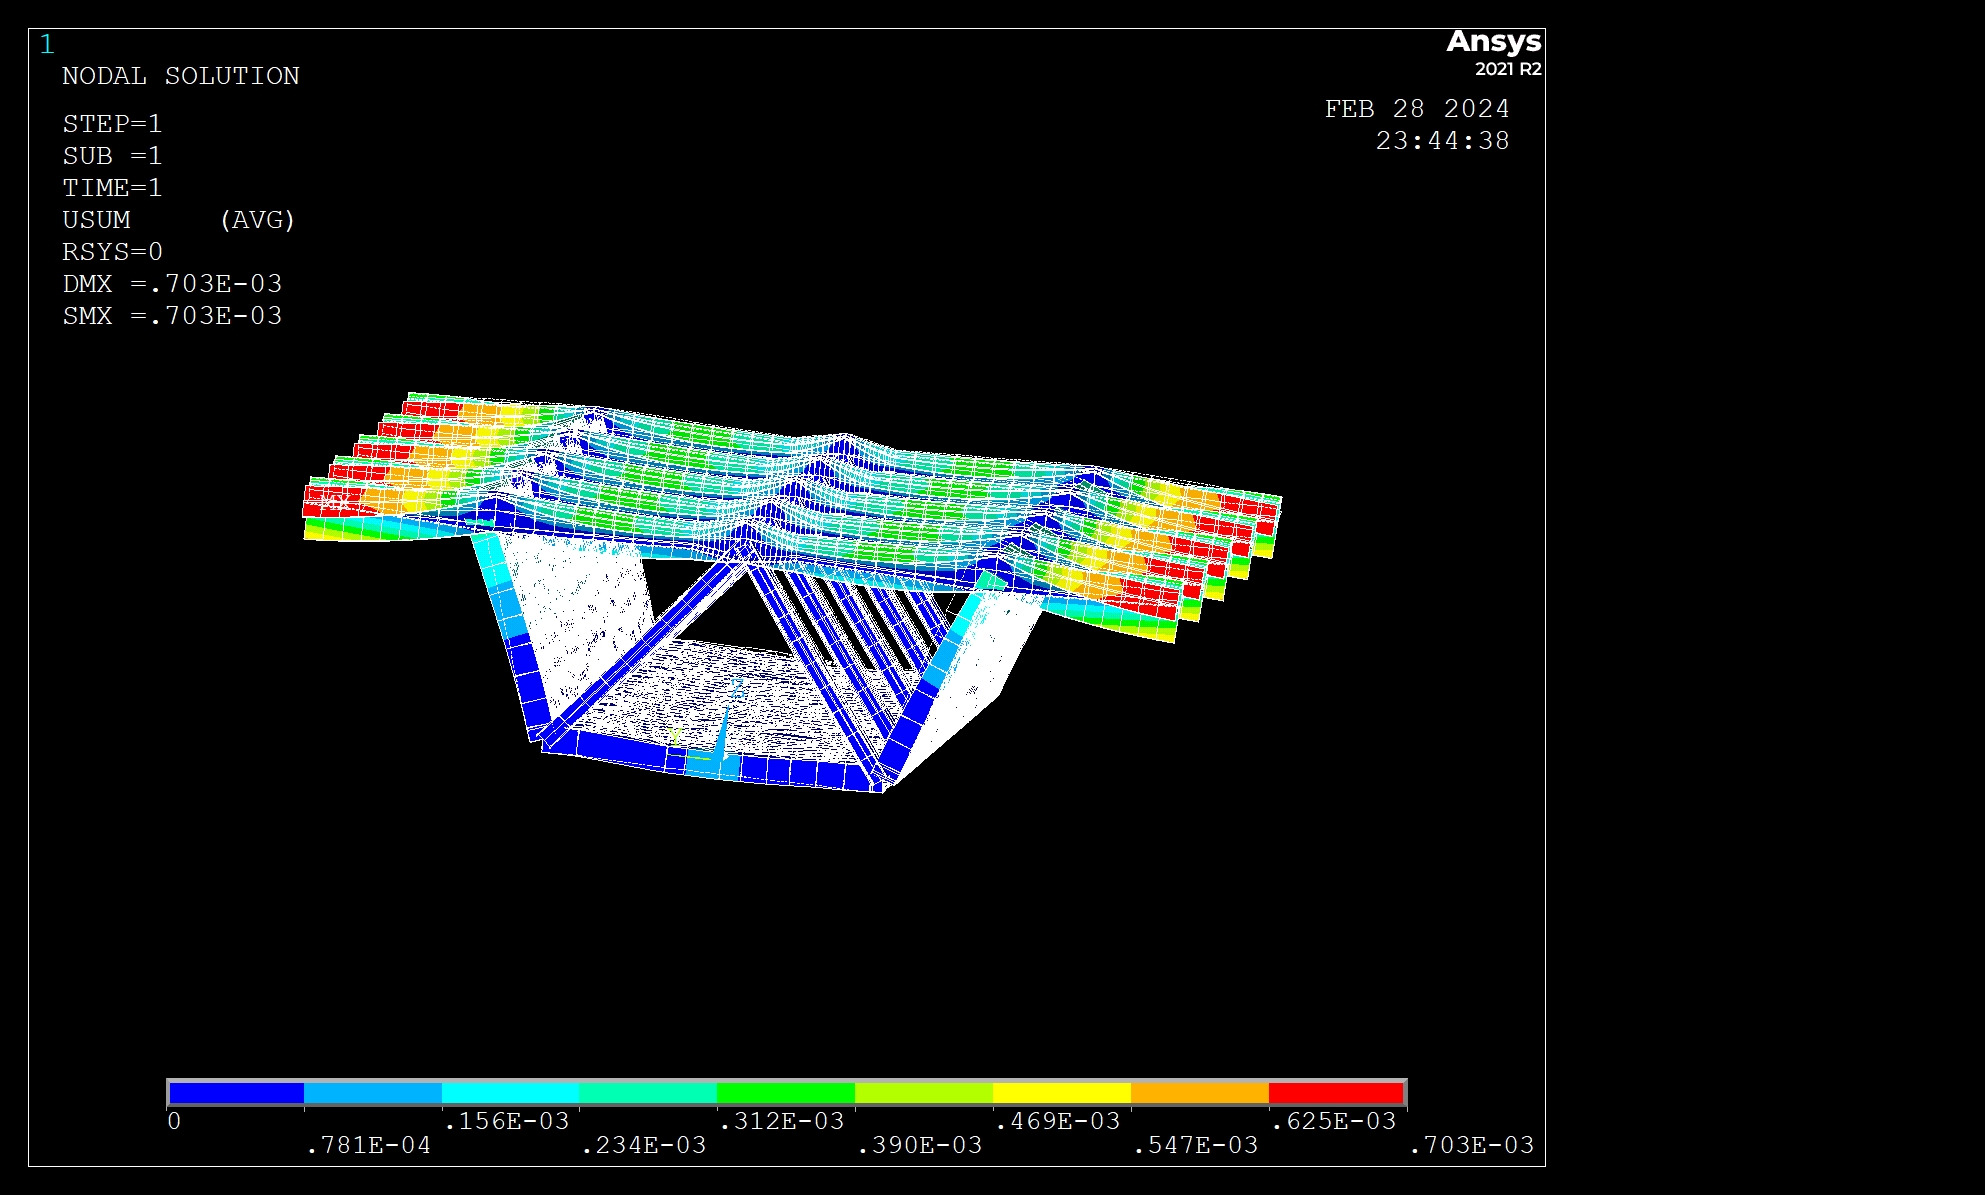 1
Ansys
2021 R2
NODAL SOLUTION
FEB 28 2024
23:44:38
STEP=1
SUB =1
TIME=1
USUM (AVG)
RSYS=0
DMX =.703E-03
SMX =.703E-03
Z
Y
0 .156E-03 .312E-03 .469E-03 .625E-03
.781E-04 .234E-03 .390E-03 .547E-03 .703E-03